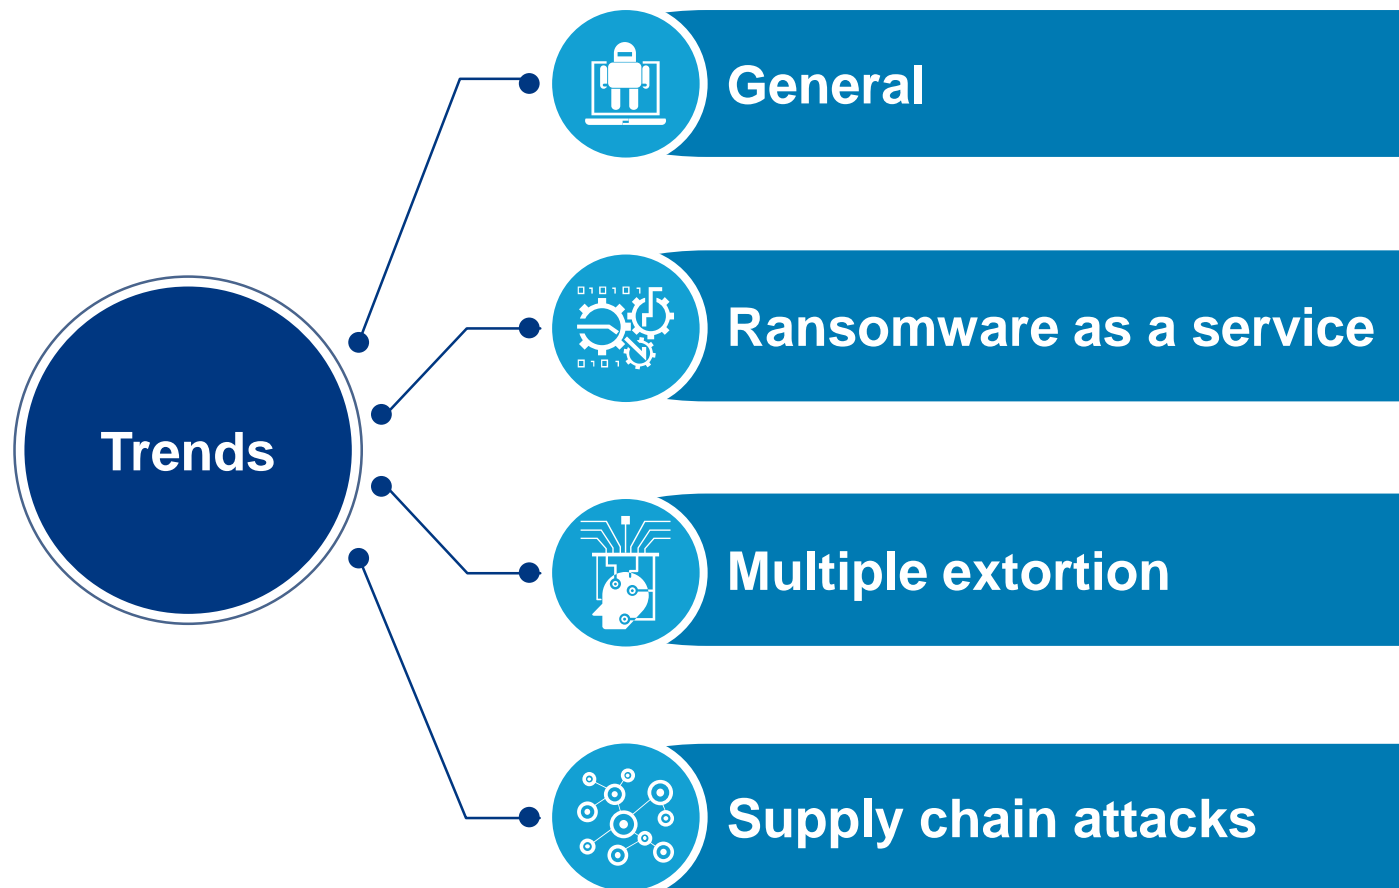 General
Ransomware as a service
Trends
Multiple extortion
Supply chain attacks